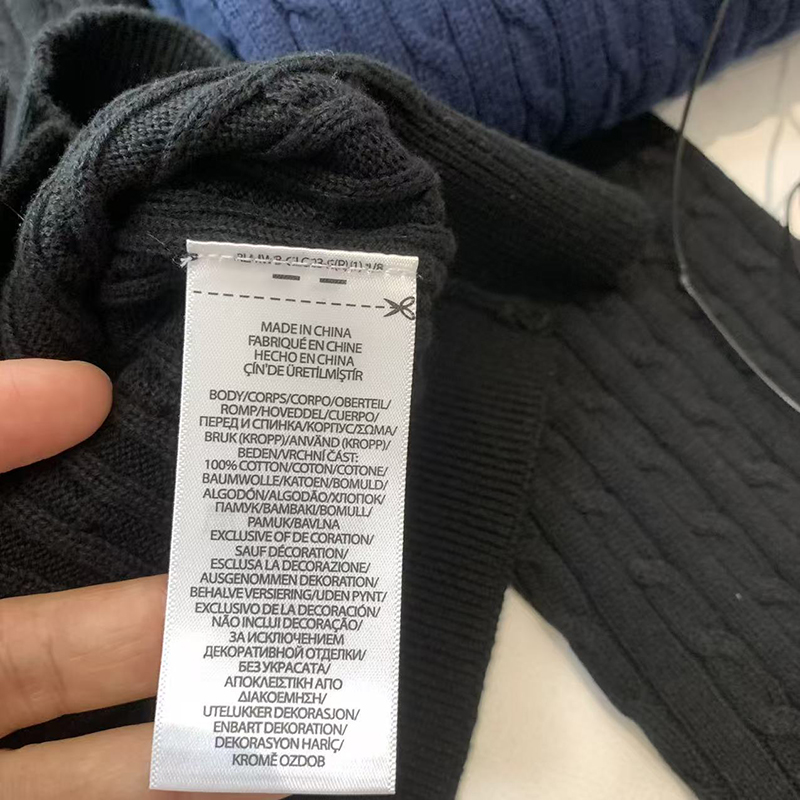 MADE IN CHINA
FABRIQUÉ EN CHINE
HECHO EN CHINA
ÇİN'DE ÜRETİLMİŞTİR
BODY/CORPS/CORPO/OBERTEIL/
ROMP/HOVEDDEL/CUERPO/
ПЕРЕД И СПИНКА/КОРПУС/ΣΩΜΑ/
BRUK (KROPP)/ANVÄND (KROPP)/
BEDEN/VRCHNÍ ČÁST:
100% COTTON/COTON/COTONE/
BAUMWOLLE/KATOEN/BOMULD/
ALGODÓN/ALGODÃO/ХЛОПОК/
ПАМУК/BAMBAKI/BOMULL/
PAMUK/BAVLNA
EXCLUSIVE OF DE CORATION/
SAUF DÉCORATION/
ESCLUSA LA DECORAZIONE/
AUSGENOMMEN DEKORATION/
BEHALVE VERSIERING/UDEN PYNT/
EXCLUSIVO DE LA DECORACIÓN/
NÃO INCLUI DECORAÇÃO/
ЗА ИСКЛЮЧЕНИЕМ
ДЕКОРАТИВНОЙ ОТДЕЛКИ/
БЕЗ УКРАСАТА/
ΑΠΟΚΛΕΙΣΤΙΚΗ ΑΠΟ
ΔΙΑΚΟΕΜΗΣΗ/
UTELUKKER DEKORASJON/
ENBART DEKORATION/
DEKORASYON HARİÇ/
KROMĚ OZDOB